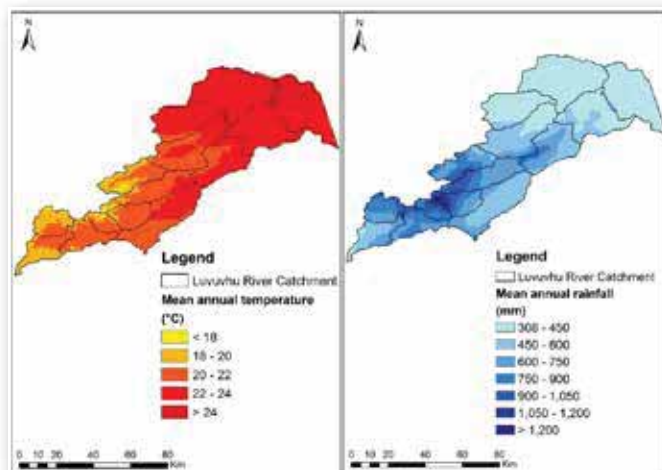 N
Legend
Luvuvhu River Catchment
Mean annual temperature
(°C)
< 18
18 - 20
20 - 22
22 - 24
> 24
0 10 20 40 60 80
Km
N
Legend
Luvuvhu River Catchment
Mean annual rainfall
(mm)
308 - 450
450 - 600
600 - 750
750 - 900
900 - 1,050
1,050 - 1,200
> 1,200
0 10 20 40 60 80
Km